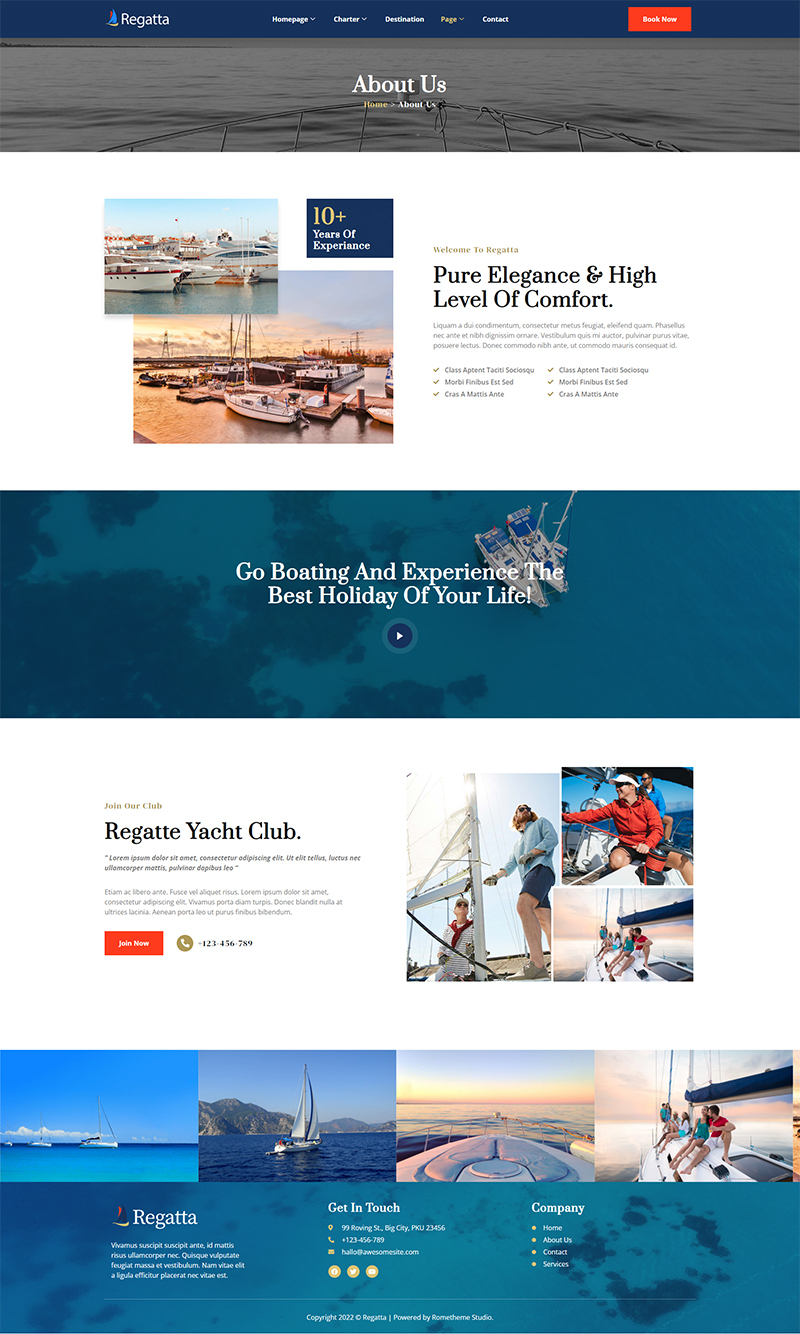 Regatta
Homepage
Charter
Destination
Page
Contact
Book Now
About Us
Home > About Us
10+
Years Of
Experiance
Welcome To Regatta
Pure Elegance & High
Level Of Comfort.
Liquam a dui condimentum, consectetur metus feugiat, eleifend quam. Phasellus
nec ante et nibh dignissim ornare. Vestibulum quis mi auctor, pulvinar purus vitae,
posuere lectus. Donec commodo nibh ante, ut commodo mauris consequat id.
Class Aptent Taciti Sociosqu
Morbi Finibus Est Sed
Cras A Mattis Ante
Class Aptent Taciti Sociosqu
Morbi Finibus Est Sed
Cras A Mattis Ante
Go Boating And Experience The
Best Holiday Of Your Life!
Join Our Club
Regatte Yacht Club.
" Lorem ipsum dolor sit amet, consectetur adipiscing elit. Ut elit tellus, luctus nec
ullamcorper mattis, pulvinar dapibus leo "
Etiam ac libero ante. Fusce vel aliquet risus. Lorem ipsum dolor sit amet,
consectetur adipiscing elit. Vivamus porta diam turpis. Donec blandit nulla at
ultrices lacinia. Aenean porta leo ut purus finibus bibendum.
Join Now
+123-456-789
Regatta
Vivamus suscipit suscipit ante, id mattis
risus ullamcorper nec. Quisque vulputate
feugiat massa et vestibulum. Nam vitae elit
a ligula efficitur placerat nec vitae est.
Get In Touch
99 Roving St., Big City, PKU 23456
+123-456-789
hallo@awesomesite.com
Company
Home
About Us
Contact
Services
Copyright 2022 © Regatta | Powered by Rometheme Studio.